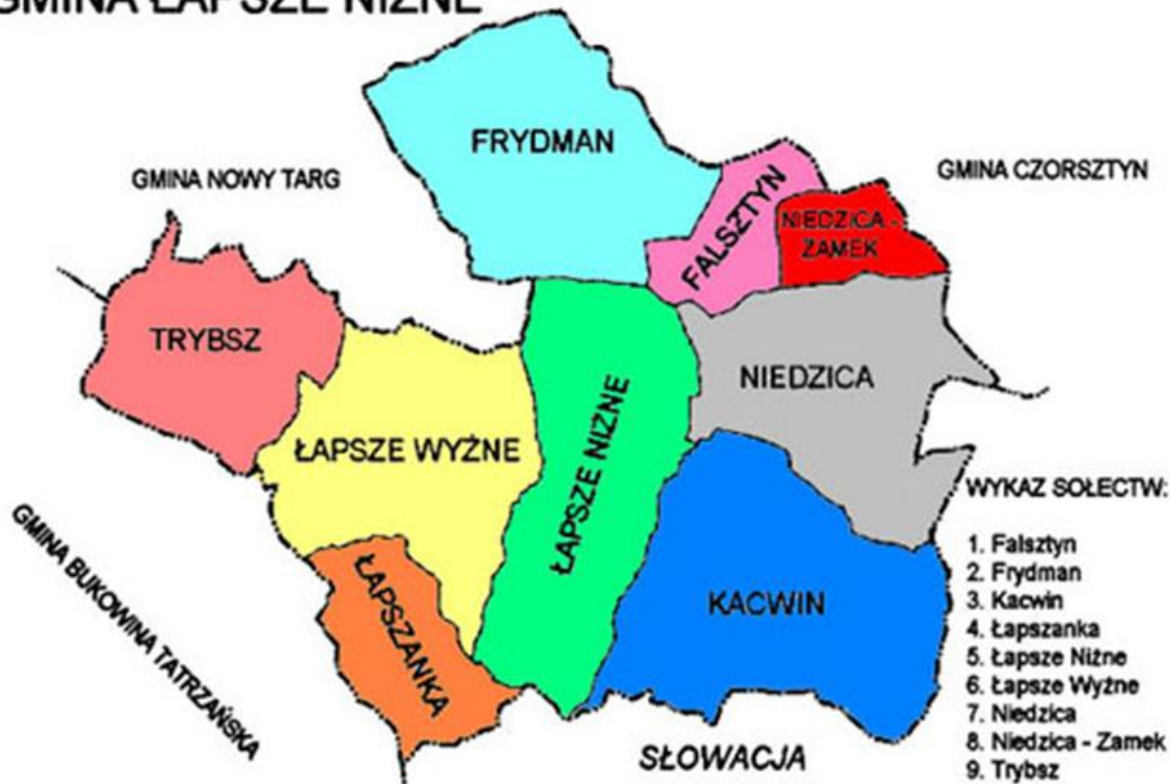 GMINA ŁAPSZE NIŻNE
FRYDMAN
GMINA NOWY TARG
FALSZTYN
GMINA CZORSZTYN
NIEDZICA -
ZAMEK
TRYBSZ
NIEDZICA
ŁAPSZE WYŻNE
ŁAPSZE NIŻNE
WYKAZ SOŁECTW:
GMINA BUKOWINA TATRZAŃSKA
ŁAPSZANKA
KACWIN
1. Falsztyn
2. Frydman
3. Kacwin
4. Łapszanka
5. Łapsze Niżne
6. Łapsze Wyżne
7. Niedzica
8. Niedzica - Zamek
9. Trybsz
SŁOWACJA